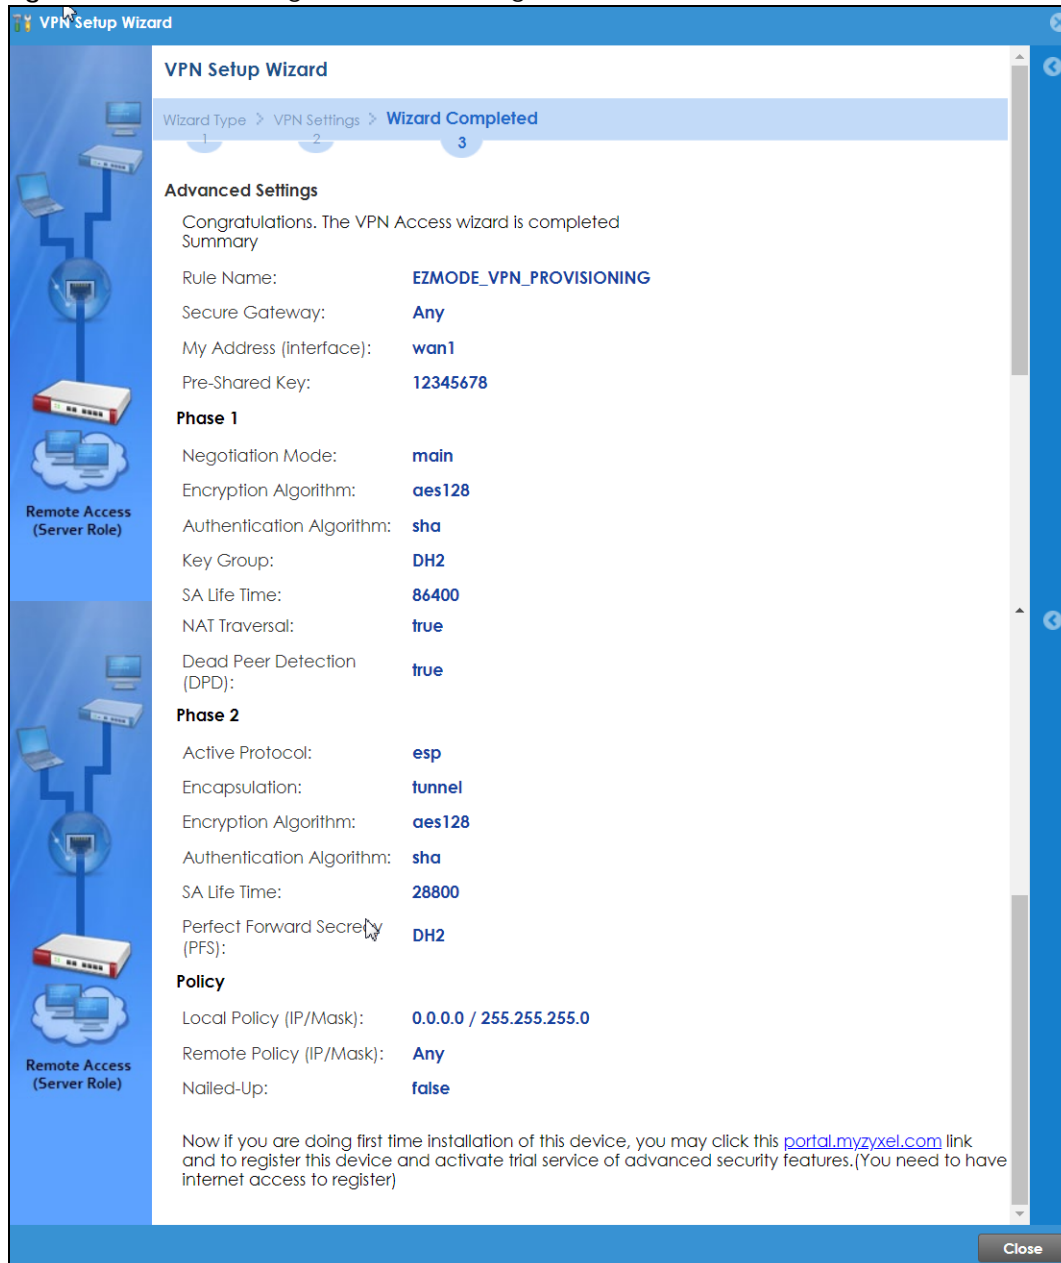 VPN Setup Wizard
VPN Setup Wizard
Wizard Type > VPN Settings > Wizard Completed
1 2 3
Advanced Settings
Congratulations. The VPN Access wizard is completed
Summary
Rule Name: EZMODE_VPN_PROVISIONING
Secure Gateway: Any
My Address (interface): wan1
Pre-Shared Key: 12345678
Phase 1
Negotiation Mode: main
Encryption Algorithm: aes128
Remote Access
(Server Role)
Authentication Algorithm: sha
Key Group: DH2
SA Life Time: 86400
NAT Traversal: true
Dead Peer Detection
(DPD): true
Phase 2
Active Protocol: esp
Encapsulation: tunnel
Encryption Algorithm: aes128
Authentication Algorithm: sha
SA Life Time: 28800
Perfect Forward Secrecy
(PFS): DH2
Policy
Local Policy (IP/Mask): 0.0.0.0 / 255.255.255.0
Remote Policy (IP/Mask): Any
Remote Access
(Server Role)
Nailed-Up: false
Now if you are doing first time installation of this device, you may click this portal.myzyxel.com link
and to register this device and activate trial service of advanced security features.(You need to have
internet access to register)
Close